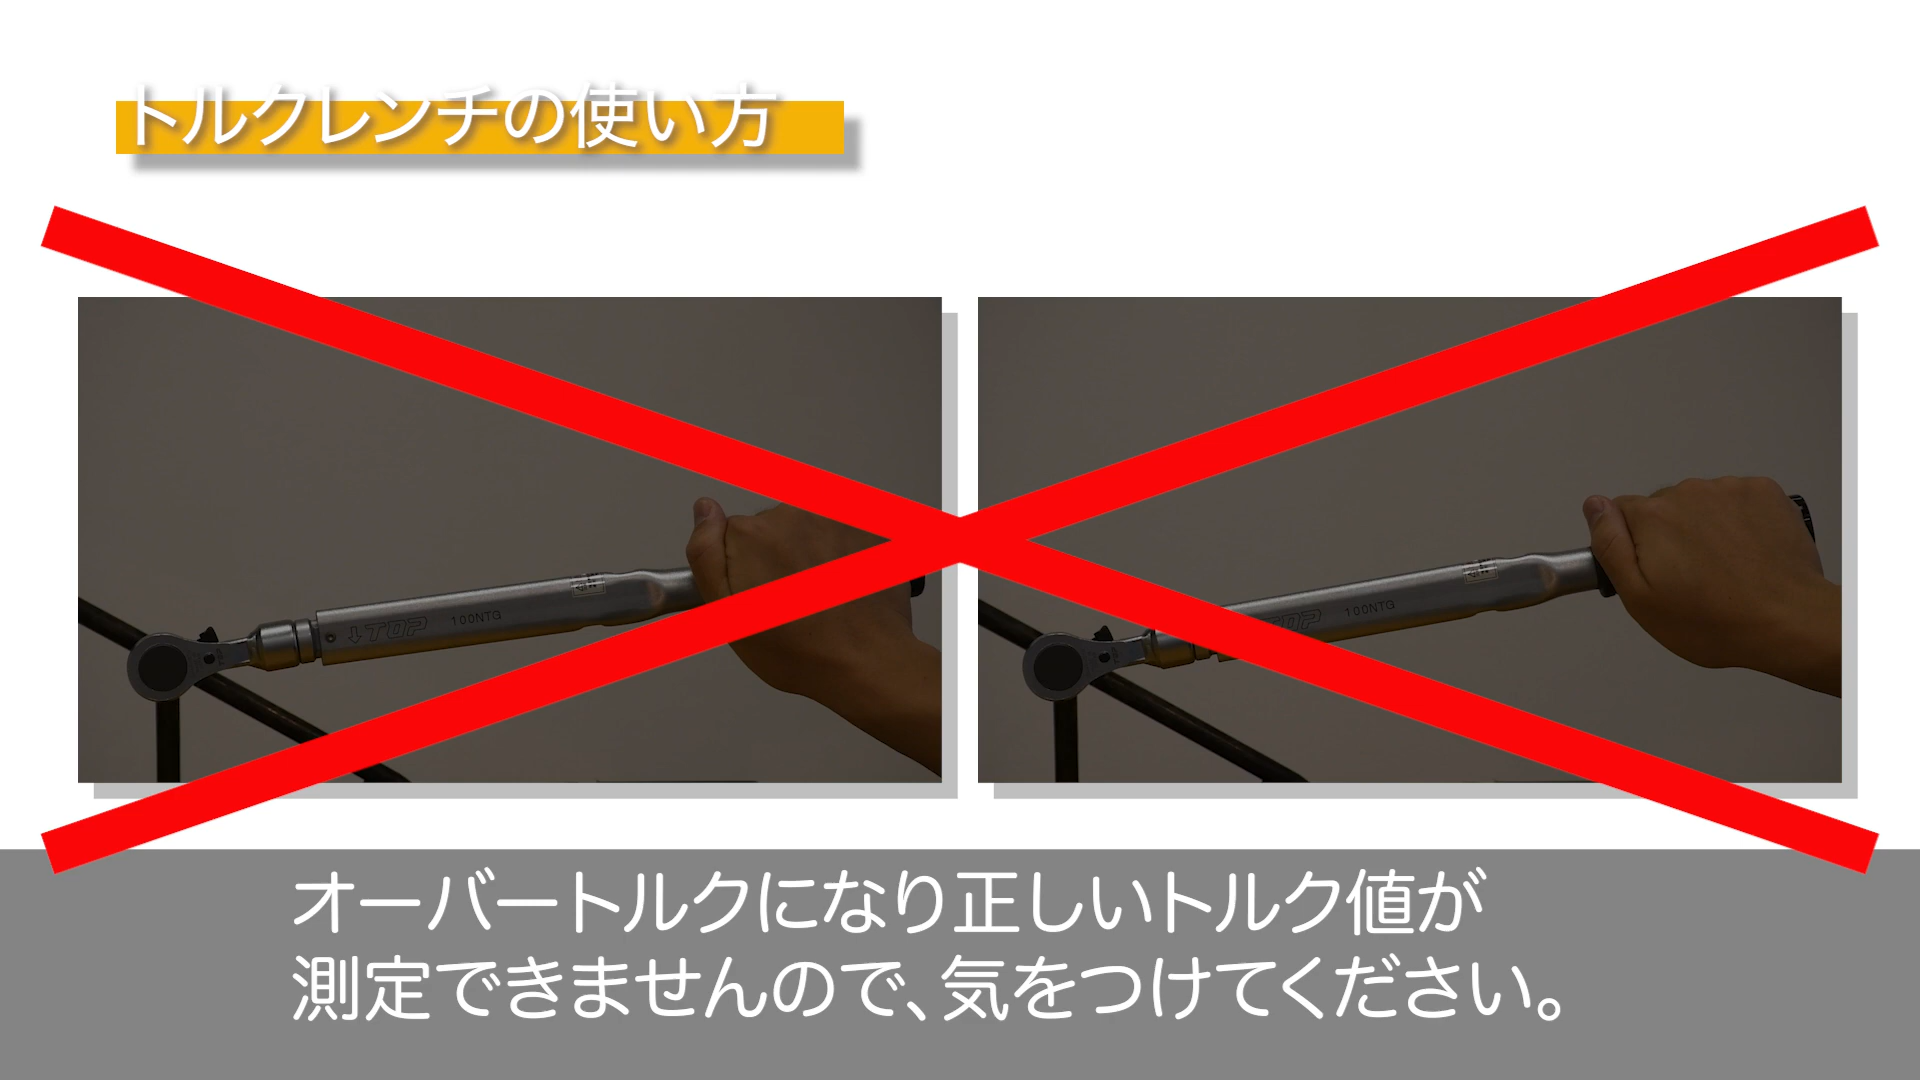 トルクレンチの使い方
↓TOP 100NTG
TOP 100NTG
オーバートルクになり正しいトルク値が
測定できませんので、気をつけてください。